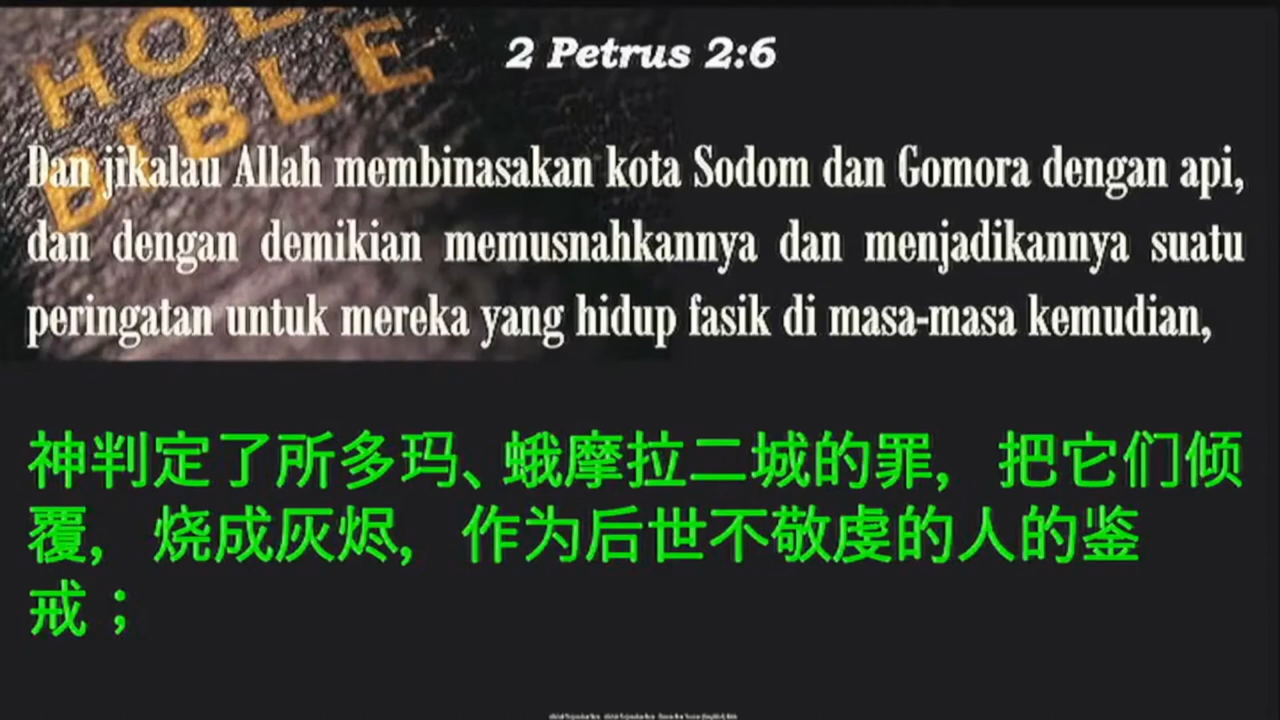 HOLY
BIBLE
2 Petrus 2:6
Dan jikalau Allah membinasakan kota Sodom dan Gomora dengan api,
dan dengan demikian memusnahkannya dan menjadikannya suatu
peringatan untuk mereka yang hidup fasik di masa-masa kemudian,
神判定了所多玛、蛾摩拉二城的罪，把它们倾
覆，烧成灰烬，作为后世不敬虔的人的鉴
戒；